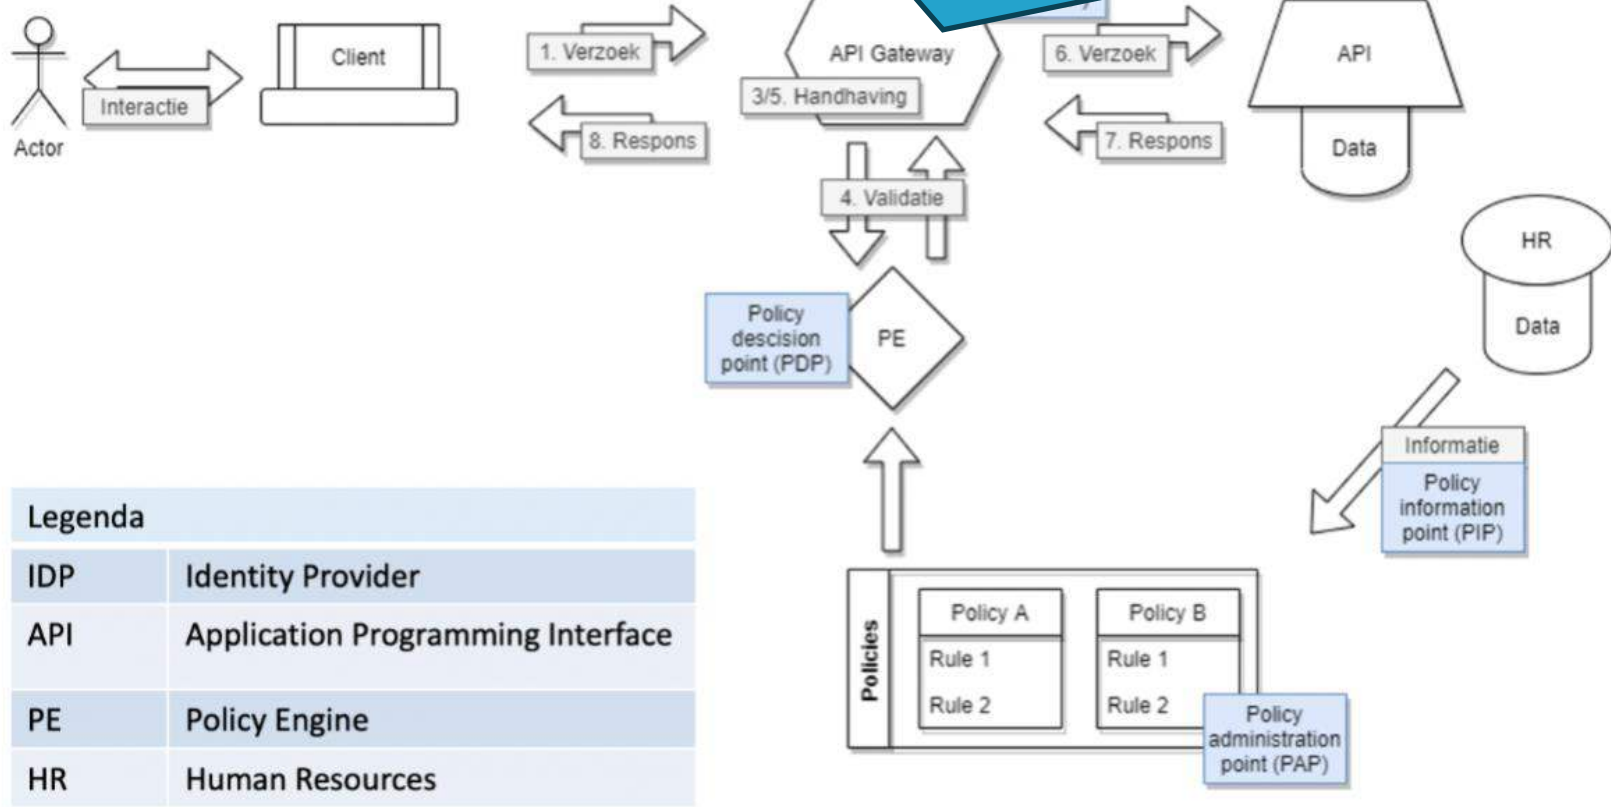 Actor
Interactie
Client
1. Verzoek
8. Respons
API Gateway
3/5. Handhaving
4. Validatie
6. Verzoek
7. Respons
API
Data
HR
Data
Policy
descision
point (PDP)
PE
Informatie
Policy
information
point (PIP)
Policies
Policy A
Rule 1
Rule 2
Policy B
Rule 1
Rule 2
Policy
administration
point (PAP)
Legenda
IDP Identity Provider
API Application Programming Interface
PE Policy Engine
HR Human Resources